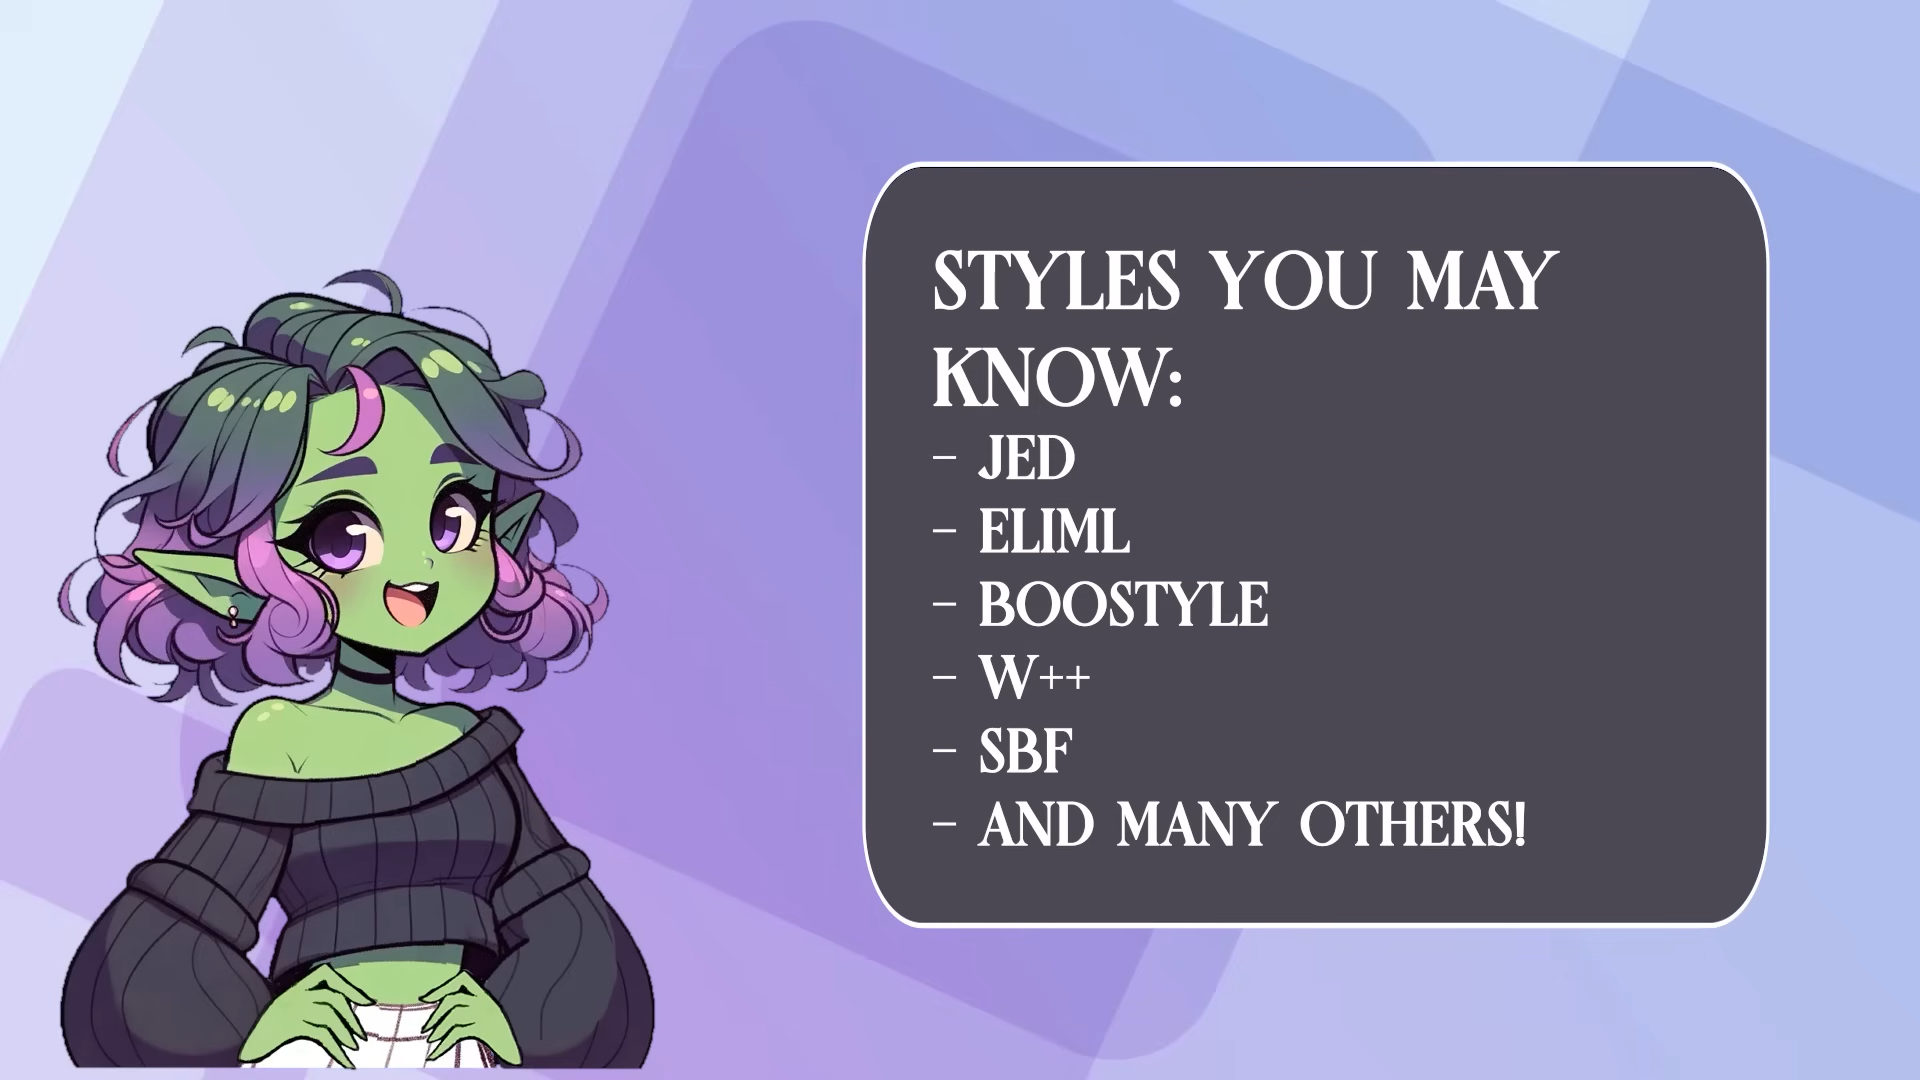 STYLES YOU MAY
KNOW:
- JED
- ELIML
- BOOSTYLE
- W++
- SBF
- AND MANY OTHERS!